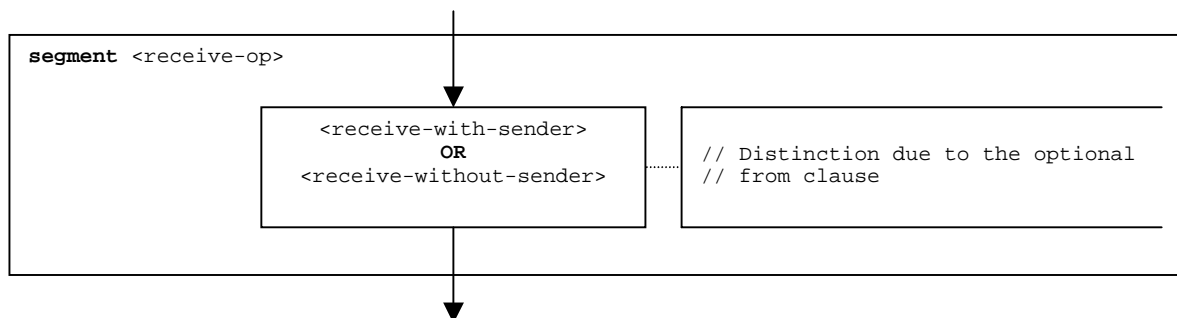 segment <receive-op>
<receive-with-sender>
OR
<receive-without-sender>
// Distinction due to the optional
// from clause